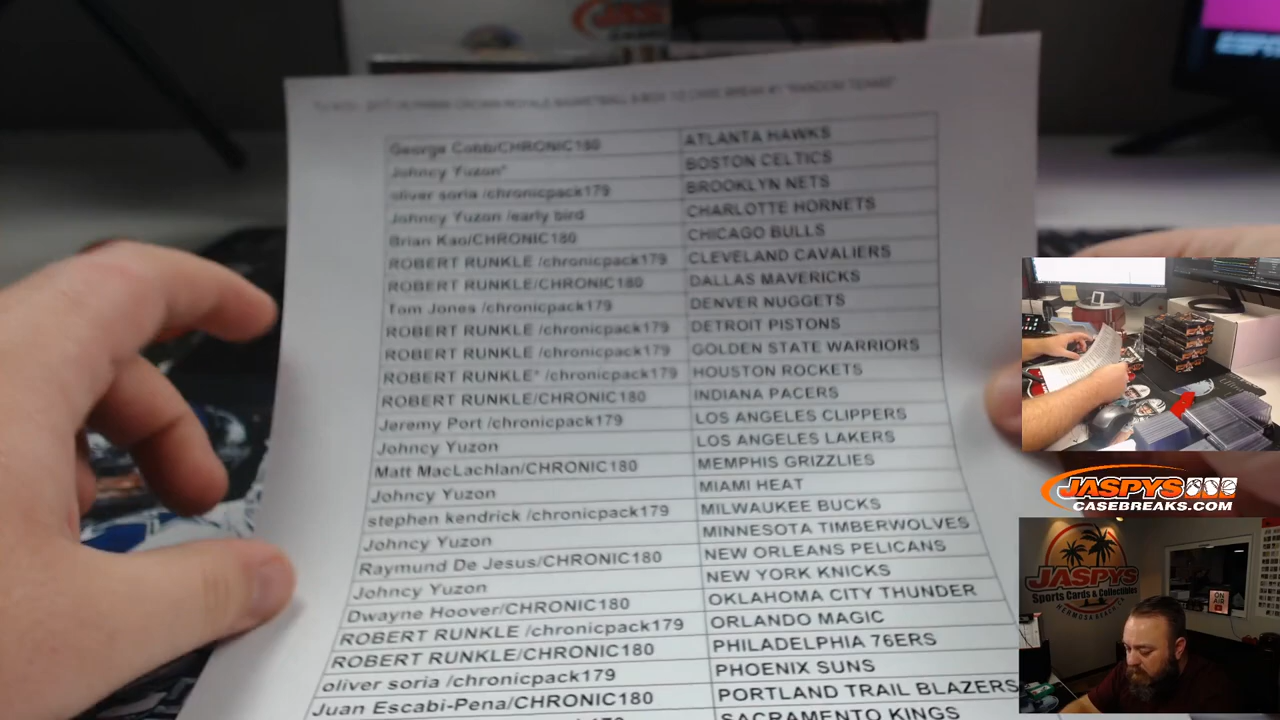 George Cobb/CHRONIC180 ATLANTA HAWKS
Johncy Yuzon* BOSTON CELTICS
oliver soria /chronicpack179 BROOKLYN NETS
Johncy Yuzon /early bird CHARLOTTE HORNETS
Brian Kao/CHRONIC180 CHICAGO BULLS
ROBERT RUNKLE /chronicpack179 CLEVELAND CAVALIERS
ROBERT RUNKLE/CHRONIC180 DALLAS MAVERICKS
Tom Jones /chronicpack179 DENVER NUGGETS
ROBERT RUNKLE /chronicpack179 DETROIT PISTONS
ROBERT RUNKLE /chronicpack179 GOLDEN STATE WARRIORS
ROBERT RUNKLE* /chronicpack179 HOUSTON ROCKETS
ROBERT RUNKLE/CHRONIC180 INDIANA PACERS
Jeremy Port /chronicpack179 LOS ANGELES CLIPPERS
Johncy Yuzon LOS ANGELES LAKERS
Matt MacLachlan/CHRONIC180 MEMPHIS GRIZZLIES
Johncy Yuzon MIAMI HEAT
stephen kendrick /chronicpack179 MILWAUKEE BUCKS
Johncy Yuzon MINNESOTA TIMBERWOLVES
Raymund De Jesus/CHRONIC180 NEW ORLEANS PELICANS
Johncy Yuzon NEW YORK KNICKS
Dwayne Hoover/CHRONIC180 OKLAHOMA CITY THUNDER
ROBERT RUNKLE /chronicpack179 ORLANDO MAGIC
ROBERT RUNKLE/CHRONIC180 PHILADELPHIA 76ERS
oliver soria /chronicpack179 PHOENIX SUNS
Juan Escabi-Pena/CHRONIC180 PORTLAND TRAIL BLAZERS
SACRAMENTO KINGS
JASPYS
CASEBREAKS.COM
JASPYS
Sports Cards & Collectibles
HERMOSA BEACH, CA
ON
AIR